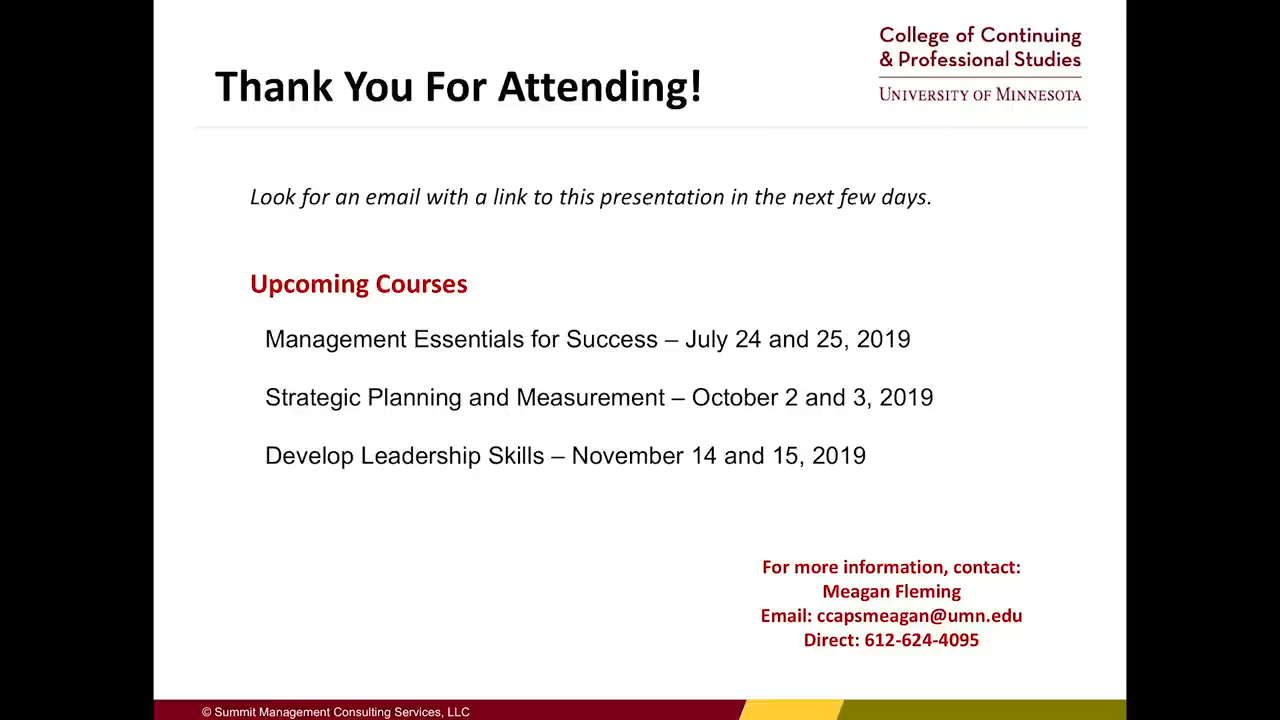 College of Continuing
& Professional Studies
UNIVERSITY OF MINNESOTA
Thank You For Attending!
Look for an email with a link to this presentation in the next few days.
Upcoming Courses
Management Essentials for Success – July 24 and 25, 2019
Strategic Planning and Measurement – October 2 and 3, 2019
Develop Leadership Skills – November 14 and 15, 2019
For more information, contact:
Meagan Fleming
Email: ccapsmeagan@umn.edu
Direct: 612-624-4095
© Summit Management Consulting Services, LLC